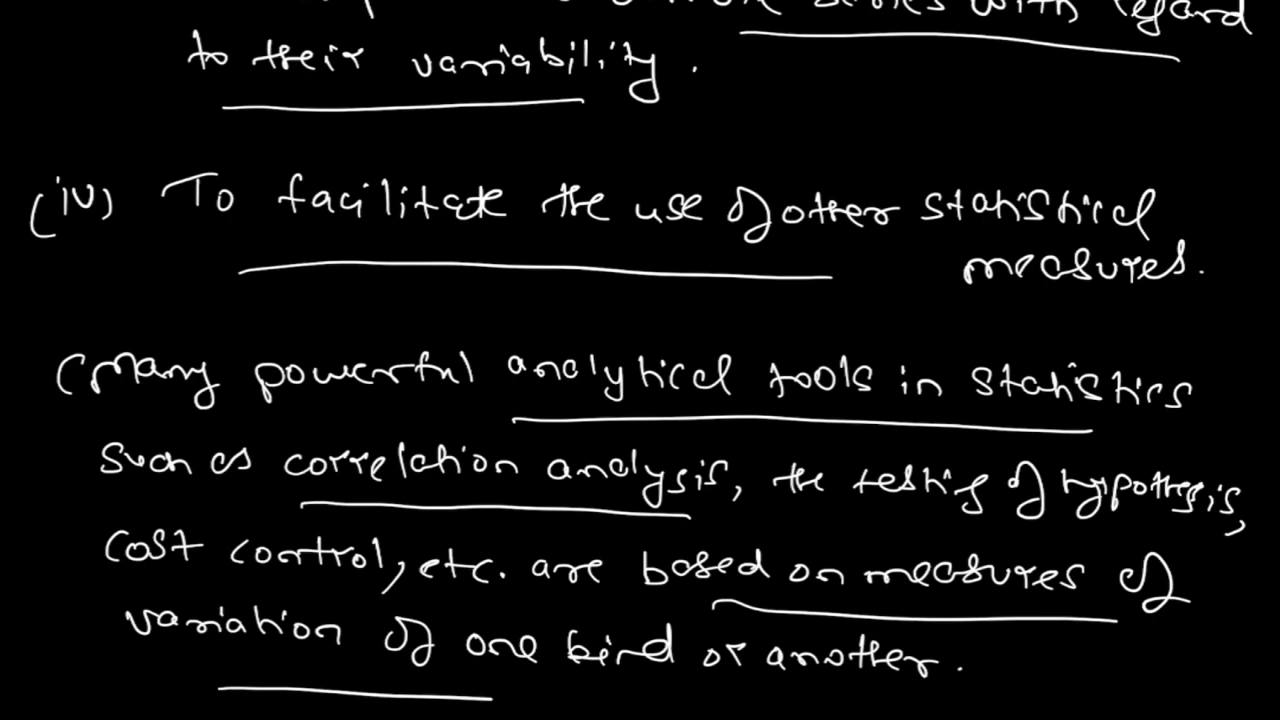 with regard
to their variability.
(iv) To facilitate the use of other statistical
measures.
(Many powerful analytical tools in statistics
such as correlation analysis, the testing of hypothesis,
cost control, etc. are based on measures of
variation of one kind or another.